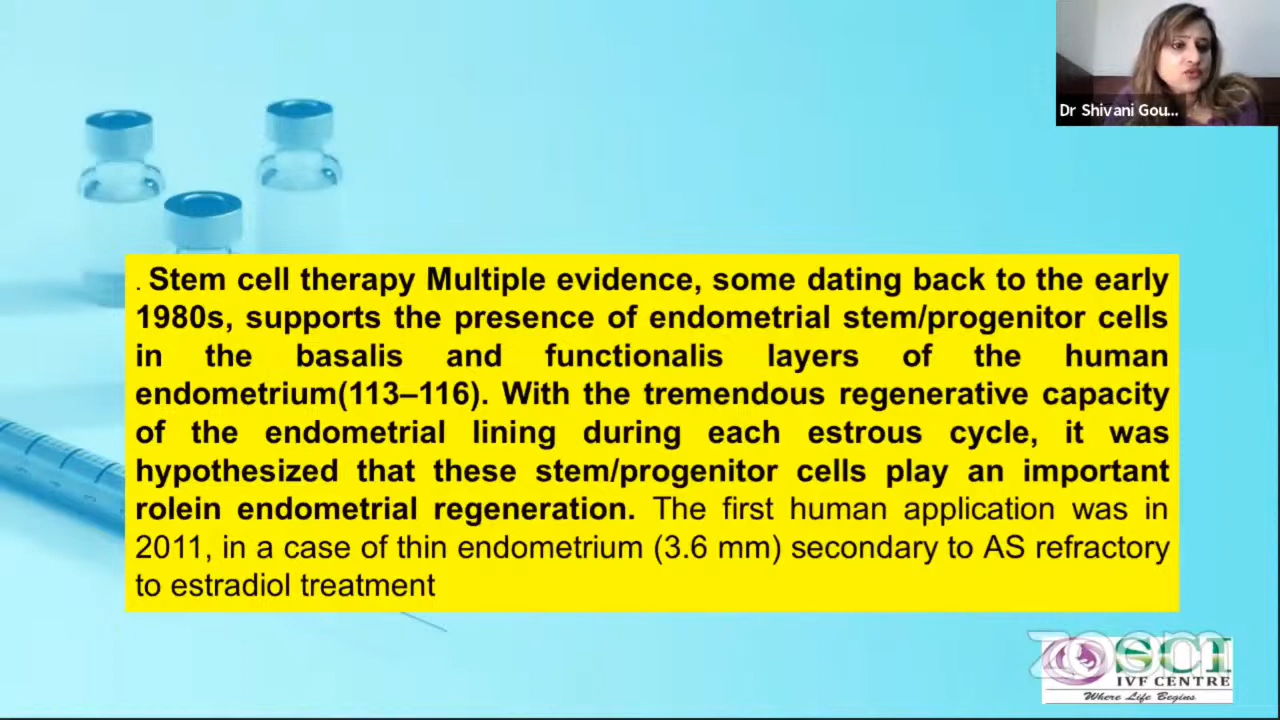 Dr Shivani Gou...
. Stem cell therapy Multiple evidence, some dating back to the early
1980s, supports the presence of endometrial stem/progenitor cells
in the basalis and functionalis layers of the human
endometrium(113–116). With the tremendous regenerative capacity
of the endometrial lining during each estrous cycle, it was
hypothesized that these stem/progenitor cells play an important
rolein endometrial regeneration. The first human application was in
2011, in a case of thin endometrium (3.6 mm) secondary to AS refractory
to estradiol treatment
zoom
SCI
IVF CENTRE
Where Life Begins